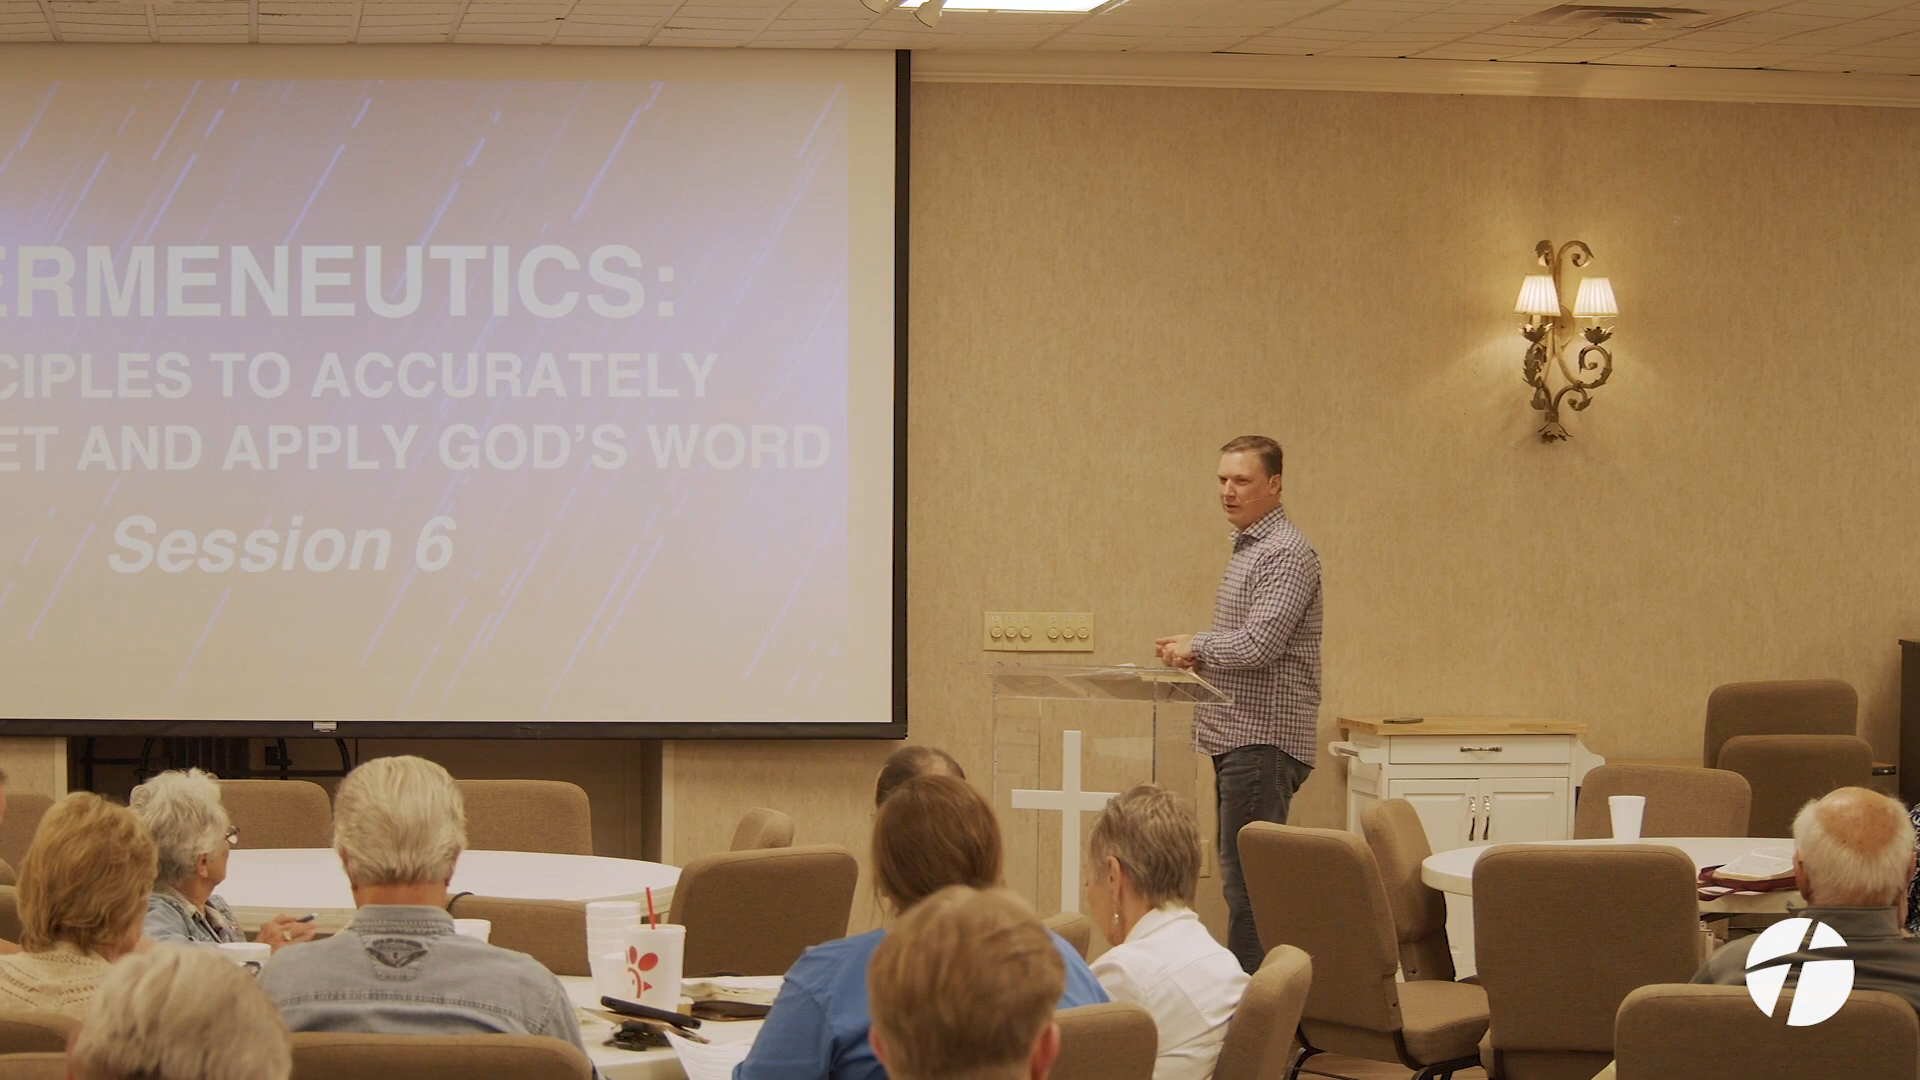 ERMENEUTICS:
CIPLES TO ACCURATELY
ET AND APPLY GOD'S WORD
Session 6